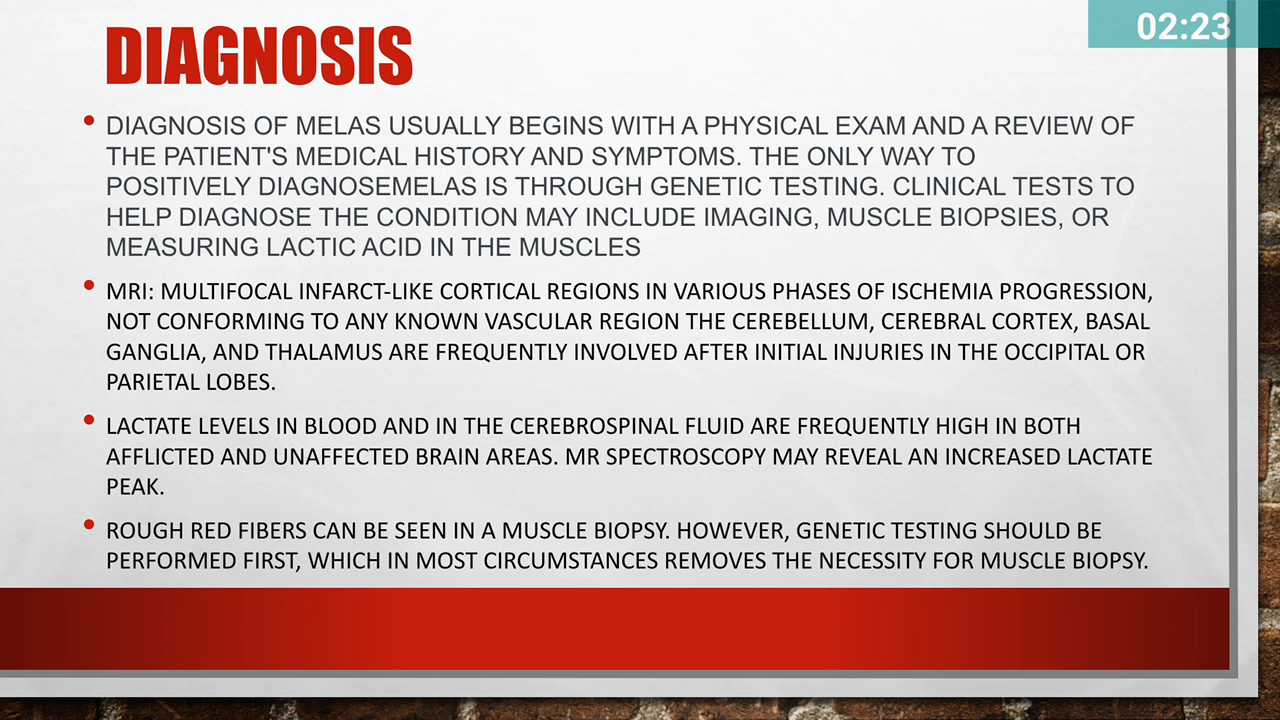 02:23
DIAGNOSIS
• DIAGNOSIS OF MELAS USUALLY BEGINS WITH A PHYSICAL EXAM AND A REVIEW OF
THE PATIENT'S MEDICAL HISTORY AND SYMPTOMS. THE ONLY WAY TO
POSITIVELY DIAGNOSEMELAS IS THROUGH GENETIC TESTING. CLINICAL TESTS TO
HELP DIAGNOSE THE CONDITION MAY INCLUDE IMAGING, MUSCLE BIOPSIES, OR
MEASURING LACTIC ACID IN THE MUSCLES
• MRI: MULTIFOCAL INFARCT-LIKE CORTICAL REGIONS IN VARIOUS PHASES OF ISCHEMIA PROGRESSION,
NOT CONFORMING TO ANY KNOWN VASCULAR REGION THE CEREBELLUM, CEREBRAL CORTEX, BASAL
GANGLIA, AND THALAMUS ARE FREQUENTLY INVOLVED AFTER INITIAL INJURIES IN THE OCCIPITAL OR
PARIETAL LOBES.
• LACTATE LEVELS IN BLOOD AND IN THE CEREBROSPINAL FLUID ARE FREQUENTLY HIGH IN BOTH
AFFLICTED AND UNAFFECTED BRAIN AREAS. MR SPECTROSCOPY MAY REVEAL AN INCREASED LACTATE
PEAK.
• ROUGH RED FIBERS CAN BE SEEN IN A MUSCLE BIOPSY. HOWEVER, GENETIC TESTING SHOULD BE
PERFORMED FIRST, WHICH IN MOST CIRCUMSTANCES REMOVES THE NECESSITY FOR MUSCLE BIOPSY.